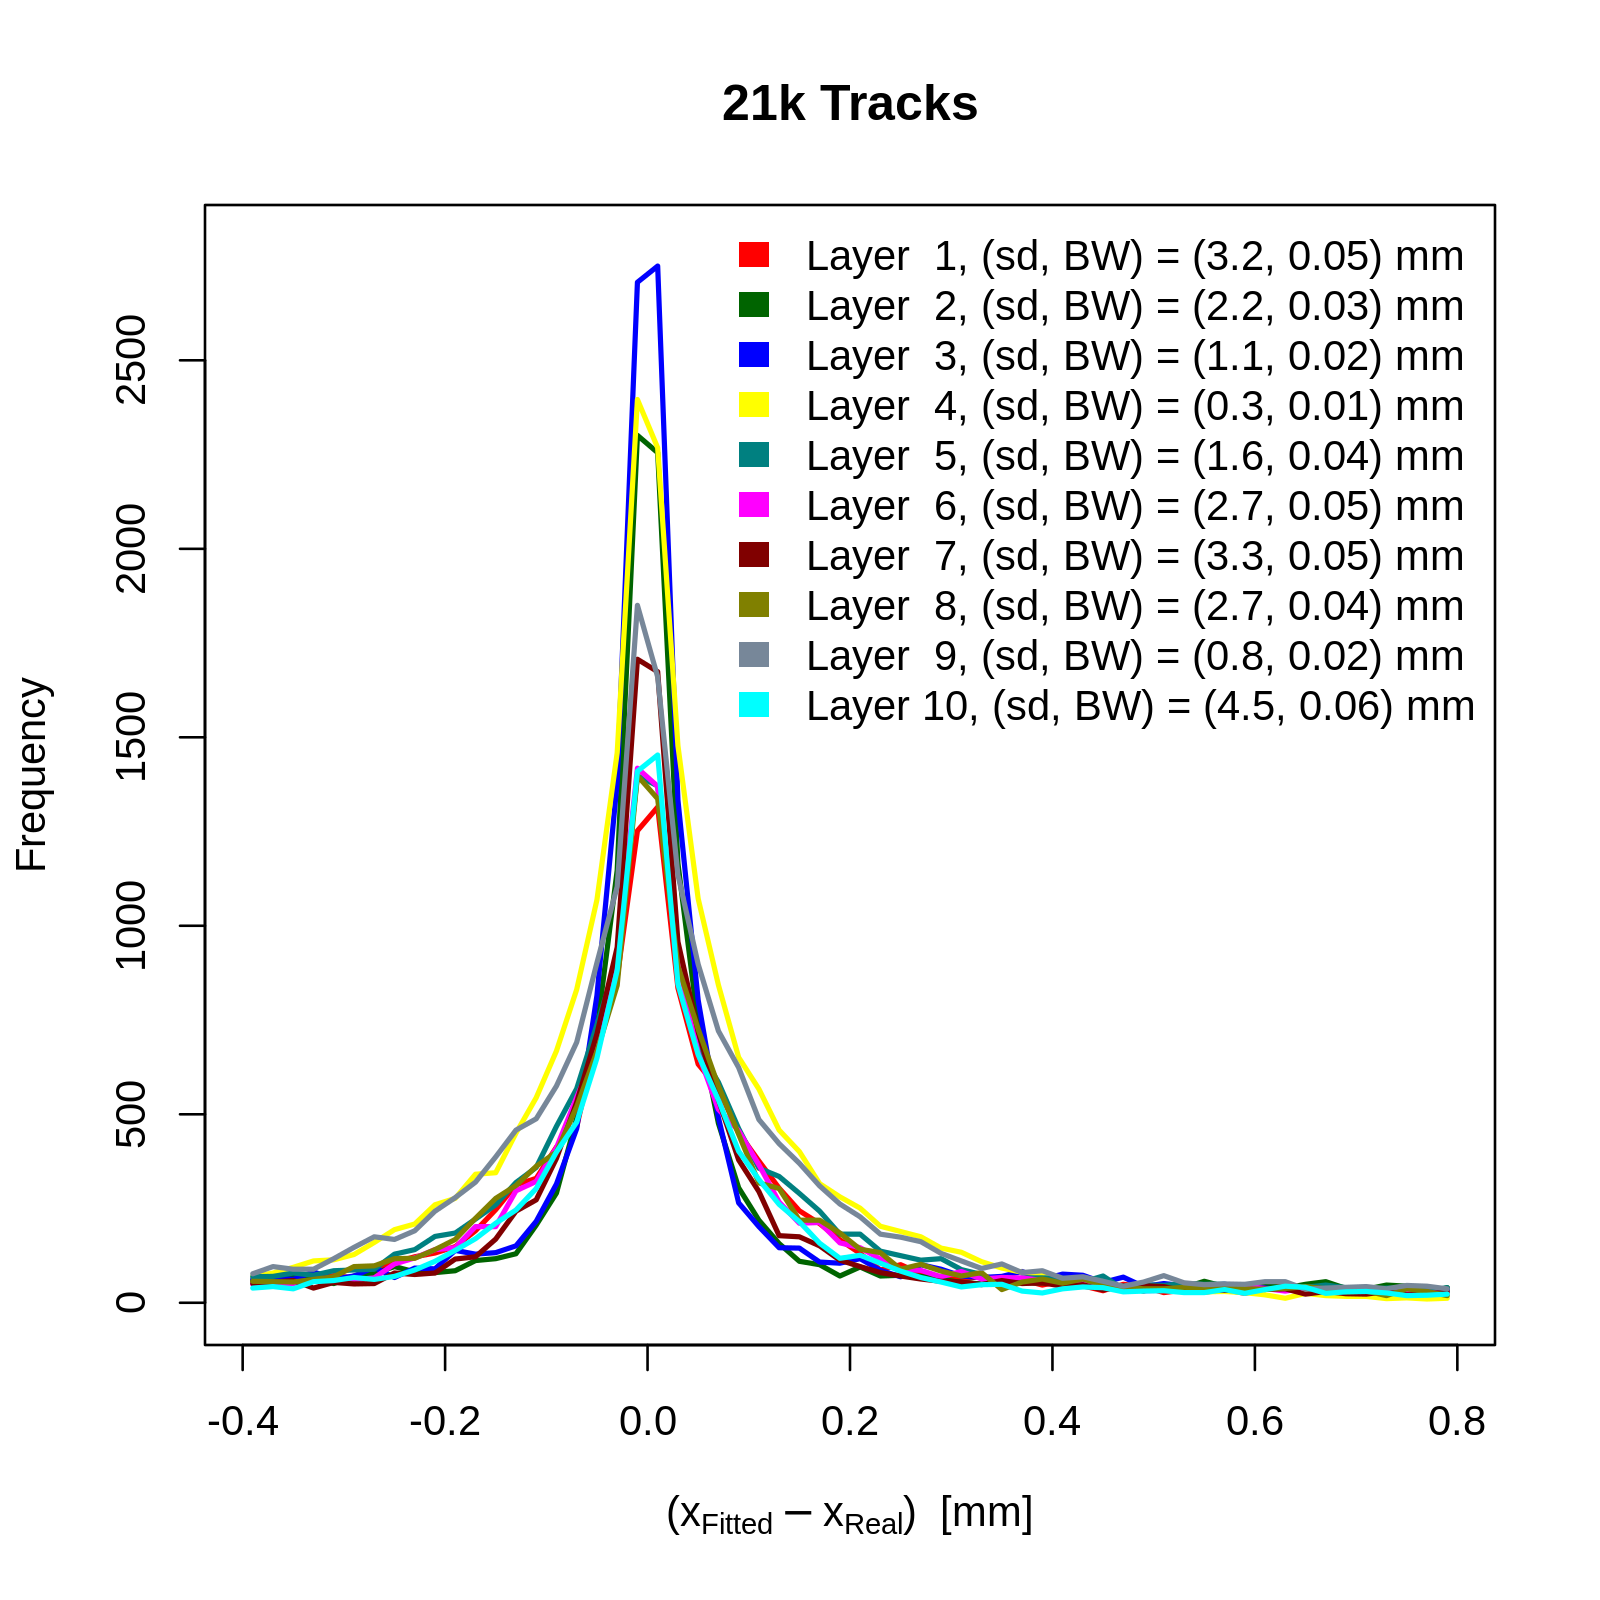 21k Tracks
Layer 1, (sd, BW) = (3.2, 0.05) mm
Layer 2, (sd, BW) = (2.2, 0.03) mm
Layer 3, (sd, BW) = (1.1, 0.02) mm
Layer 4, (sd, BW) = (0.3, 0.01) mm
Layer 5, (sd, BW) = (1.6, 0.04) mm
Layer 6, (sd, BW) = (2.7, 0.05) mm
Layer 7, (sd, BW) = (3.3, 0.05) mm
Layer 8, (sd, BW) = (2.7, 0.04) mm
Layer 9, (sd, BW) = (0.8, 0.02) mm
Layer 10, (sd, BW) = (4.5, 0.06) mm
Frequency
2500
2000
1500
1000
500
0
-0.4 -0.2 0.0 0.2 0.4 0.6 0.8
(xFitted − xReal) [mm]